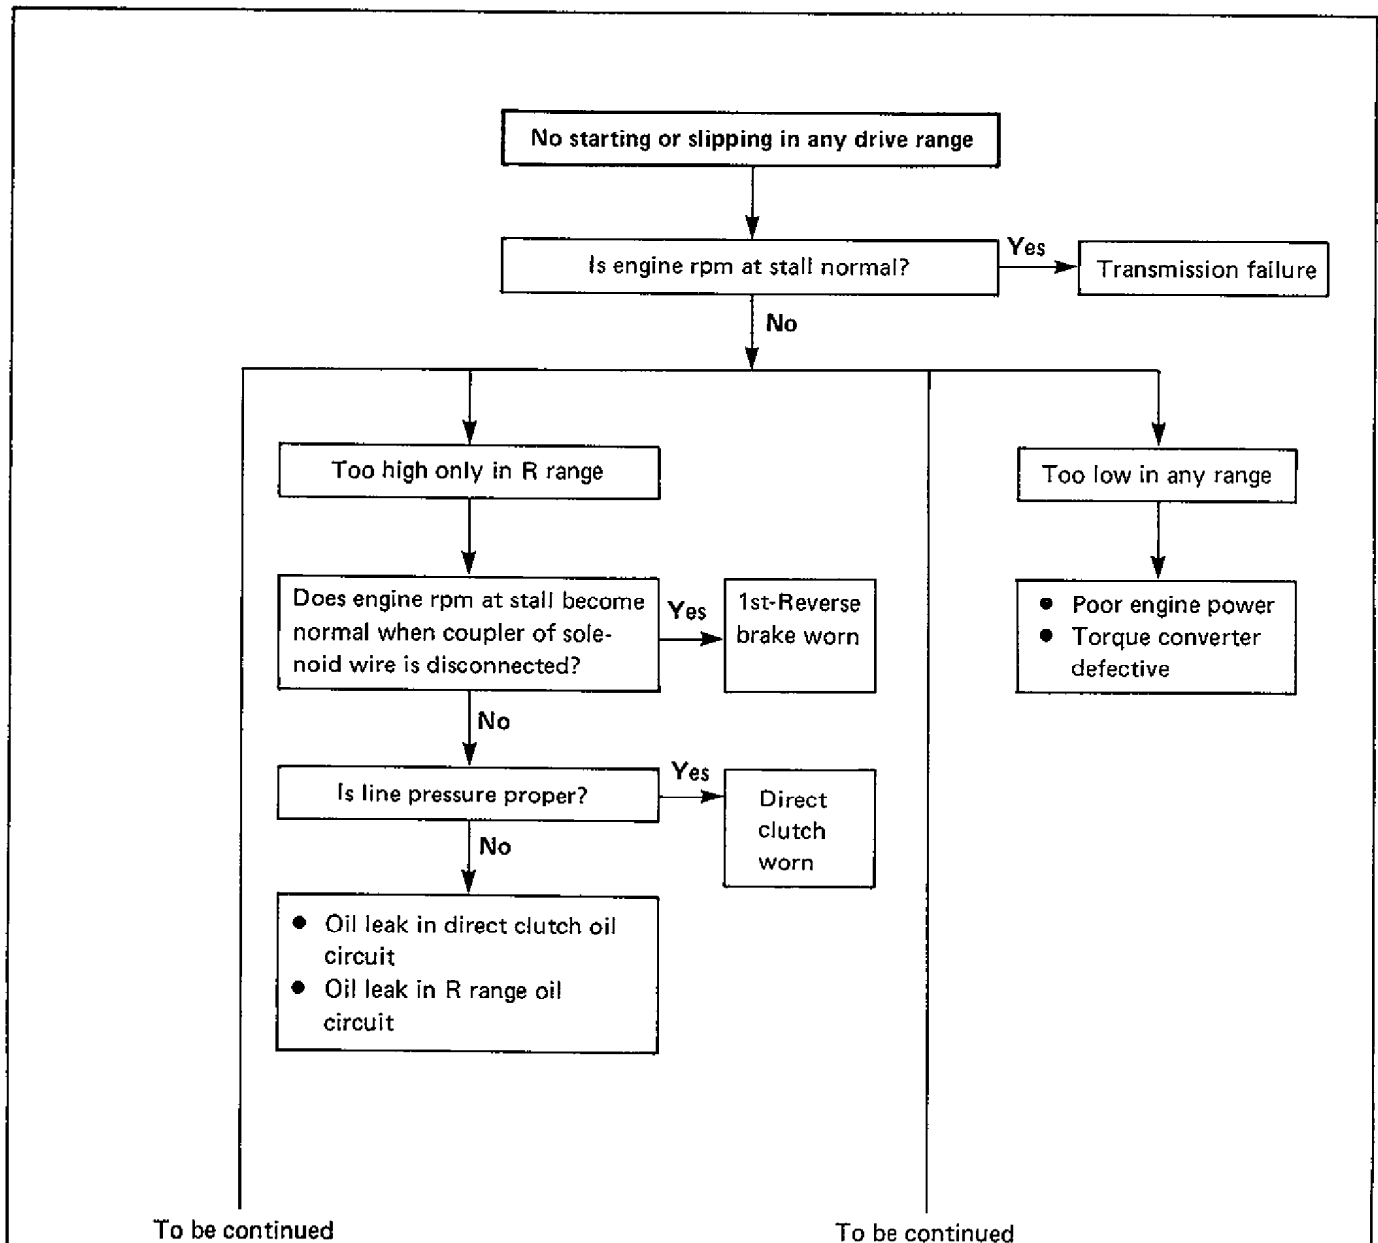 No starting or slipping in any drive range
Is engine rpm at stall normal?
Yes
Transmission failure
No
Too high only in R range
Too low in any range
Does engine rpm at stall become
normal when coupler of sole-
noid wire is disconnected?
Yes
1st-Reverse
brake worn
● Poor engine power
● Torque converter
defective
No
Is line pressure proper?
Yes
Direct
clutch
worn
No
● Oil leak in direct clutch oil
circuit
● Oil leak in R range oil
circuit
To be continued
To be continued